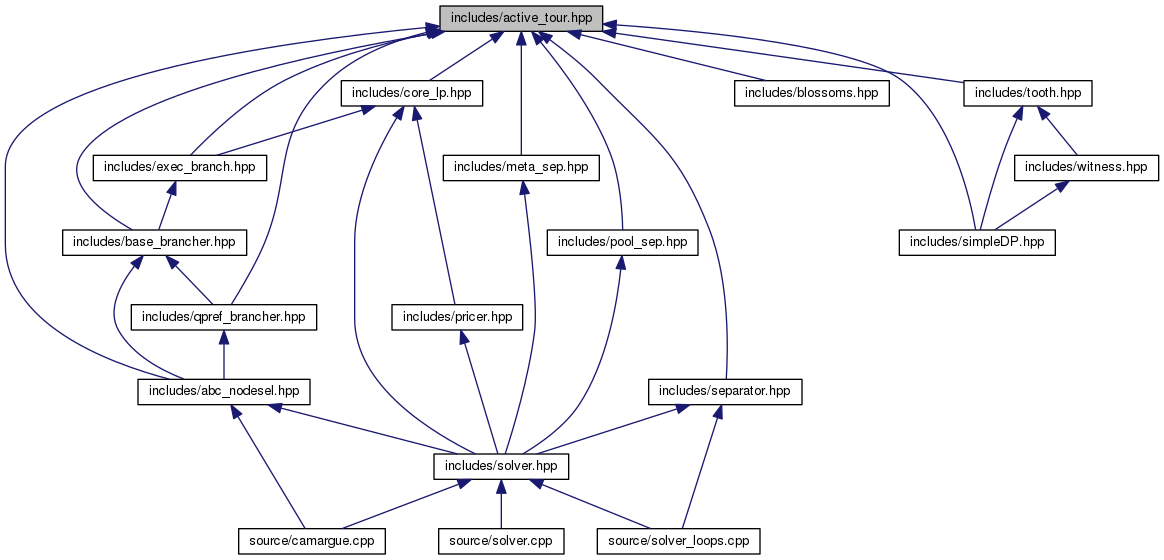 includes/active_tour.hpp
includes/core_lp.hpp
includes/blossoms.hpp
includes/tooth.hpp
includes/exec_branch.hpp
includes/meta_sep.hpp
includes/witness.hpp
includes/base_brancher.hpp
includes/pool_sep.hpp
includes/simpleDP.hpp
includes/qpref_brancher.hpp
includes/pricer.hpp
includes/abc_nodesel.hpp
includes/separator.hpp
includes/solver.hpp
source/camargue.cpp
source/solver.cpp
source/solver_loops.cpp